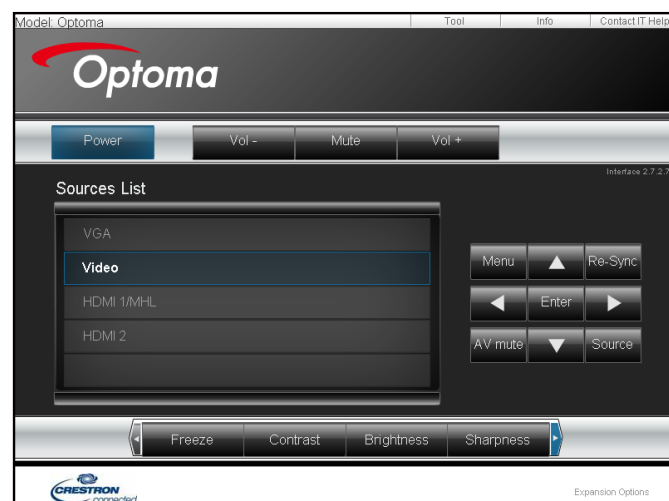 Model: Optoma Tool Info Contact IT Help
Optoma
Power Vol - Mute Vol +
Interface 2.7.2.7
Sources List
VGA
Video
HDMI 1/MHL
HDMI 2
Menu Re-Sync
Enter
AV mute Source
Freeze Contrast Brightness Sharpness
CRESTRON
connected
Expansion Options